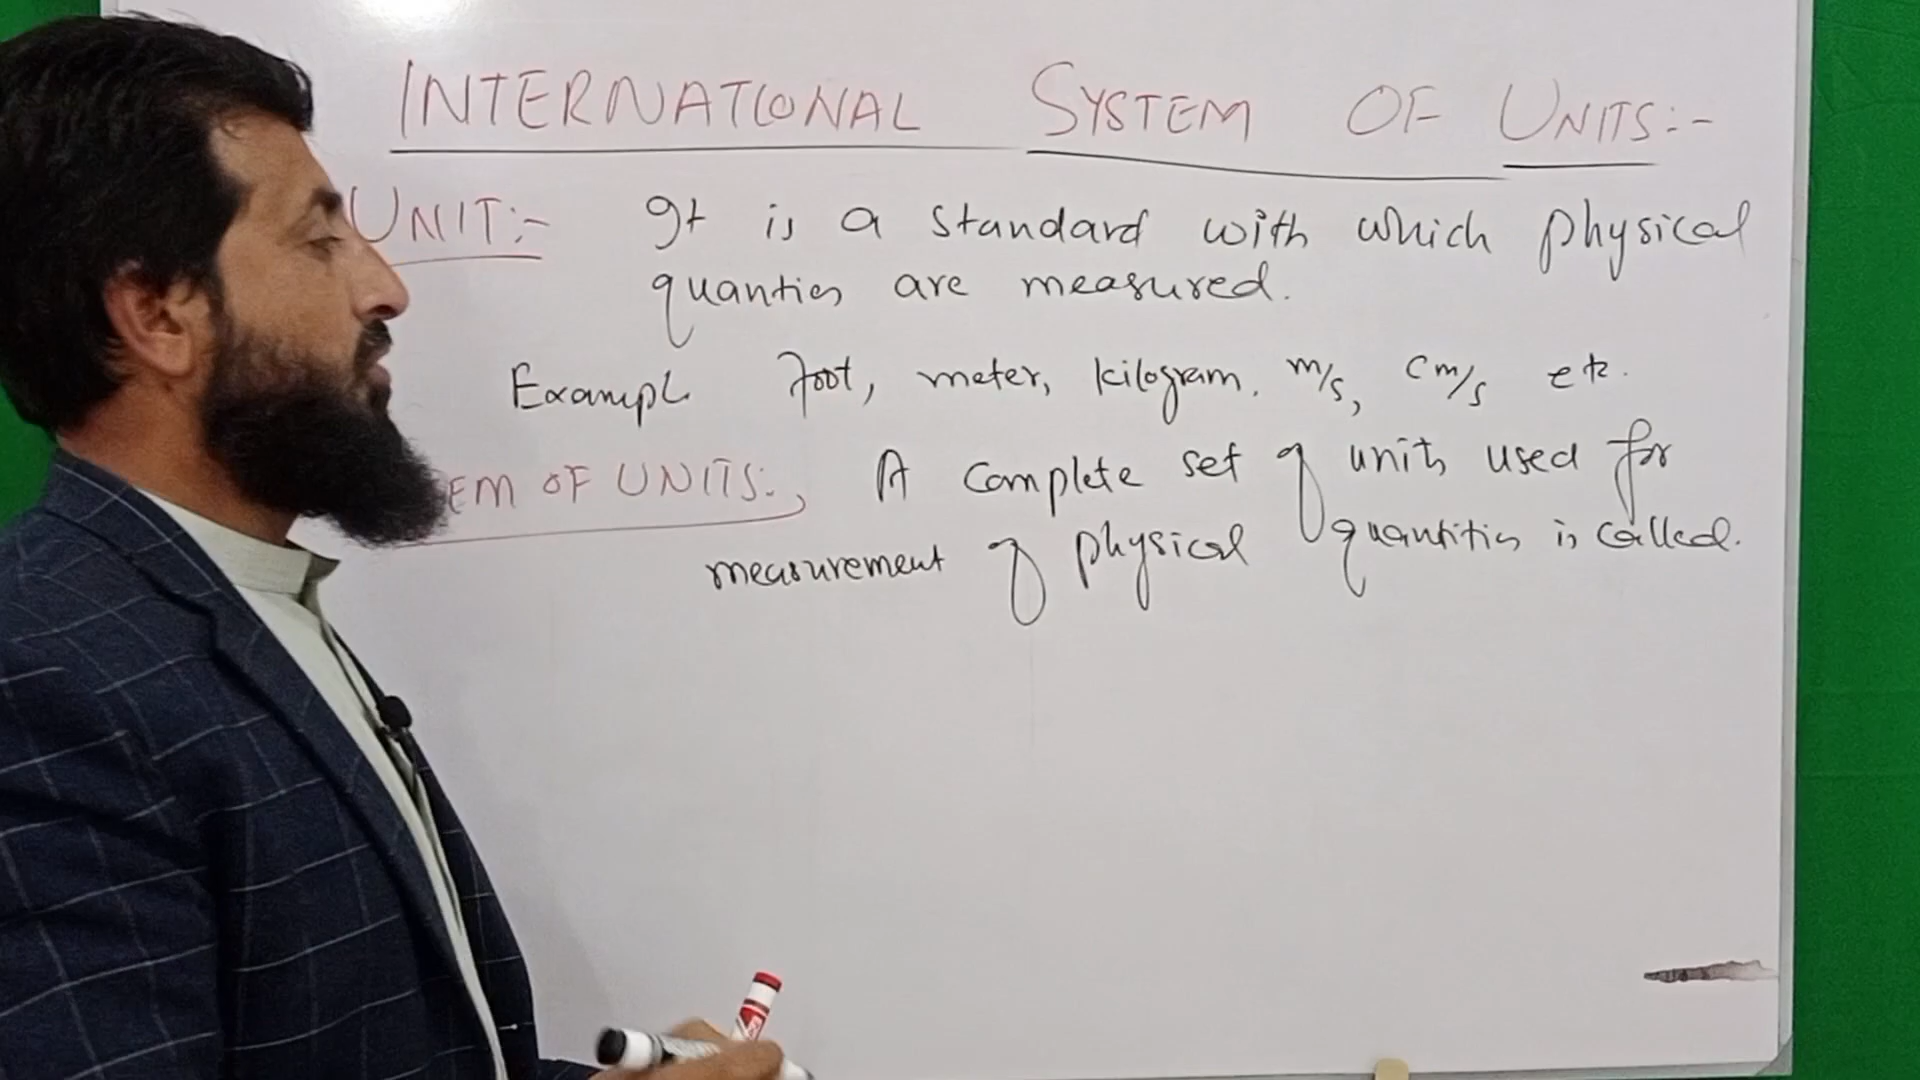 INTERNATIONAL SYSTEM OF UNITS:-
UNIT:- It is a standard with which physical
quanties are measured.
Example foot, meter, kilogram, m/s, cm/s etc.
EM OF UNITS:, A complete set of units used for
measurement of physical quantities is called.